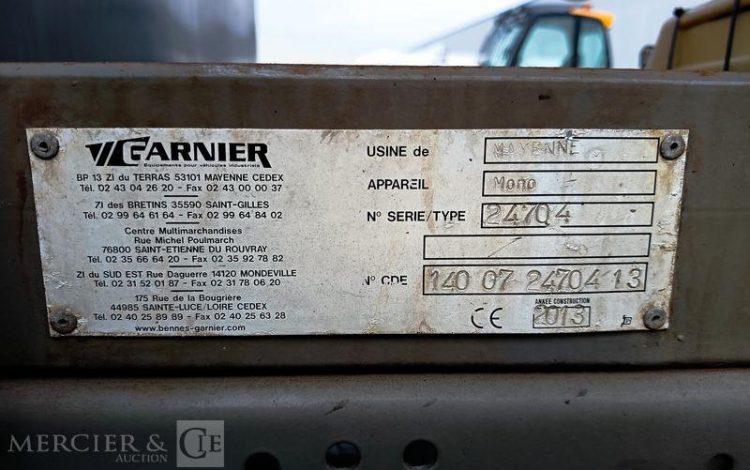 GARNIER
Equipements pour véhicules industriels
BP 13 ZI du TERRAS 53101 MAYENNE CEDEX
Tél. 02 43 04 26 20 - Fax 02 43 00 00 37
ZI des BRETINS 35590 SAINT-GILLES
Tél. 02 99 64 61 64 - Fax 02 99 64 84 02
Centre Multimarchandises
Rue Michel Poulmarch
76800 SAINT-ETIENNE DU ROUVRAY
Tél. 02 35 66 64 20 - Fax 02 35 92 78 82
ZI du SUD EST Rue Daguerre 14120 MONDEVILLE
Tél. 02 31 52 01 87 - Fax 02 31 78 06 20
175 Rue de la Bougrière
44985 SAINTE-LUCE/LOIRE CEDEX
Tél. 02 40 25 89 89 - Fax 02 40 25 63 28
www.bennes-garnier.com
USINE de MAYENNE
APPAREIL Mono -
N° SERIE/TYPE 24704
/
N° CDE 140 07 24704 13
ANNEE CONSTRUCTION
CE 2013
MERCIER & CIE
AUCTION